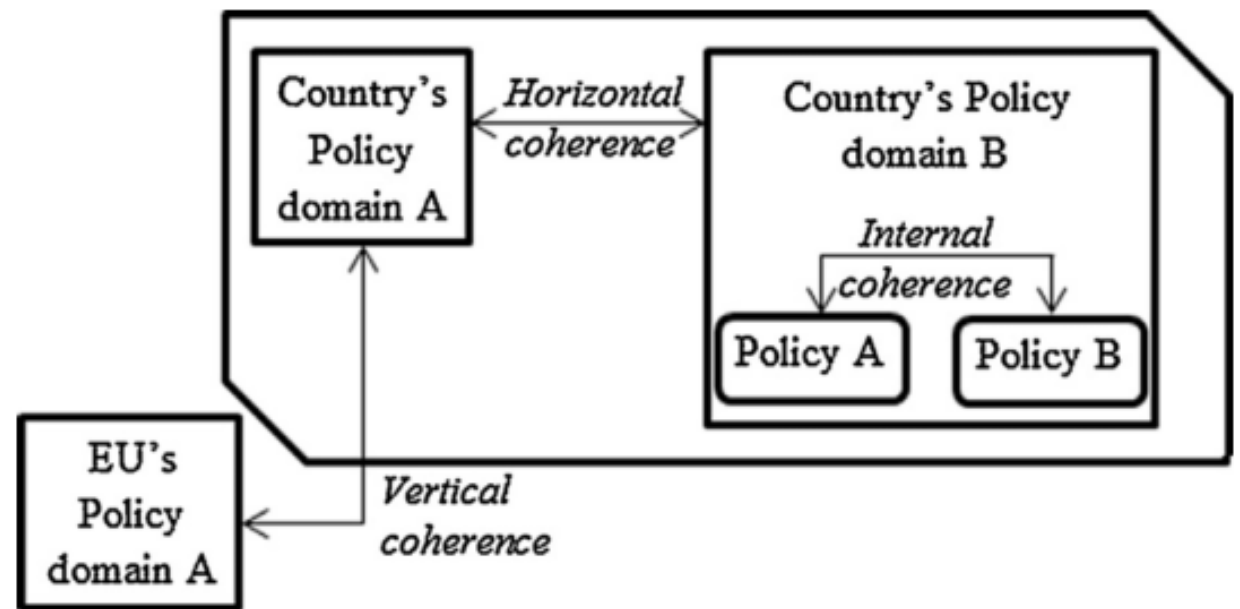 Country's
Policy
domain A
Horizontal
coherence
Country's Policy
domain B
Internal
coherence
Policy A
Policy B
EU's
Policy
domain A
Vertical
coherence